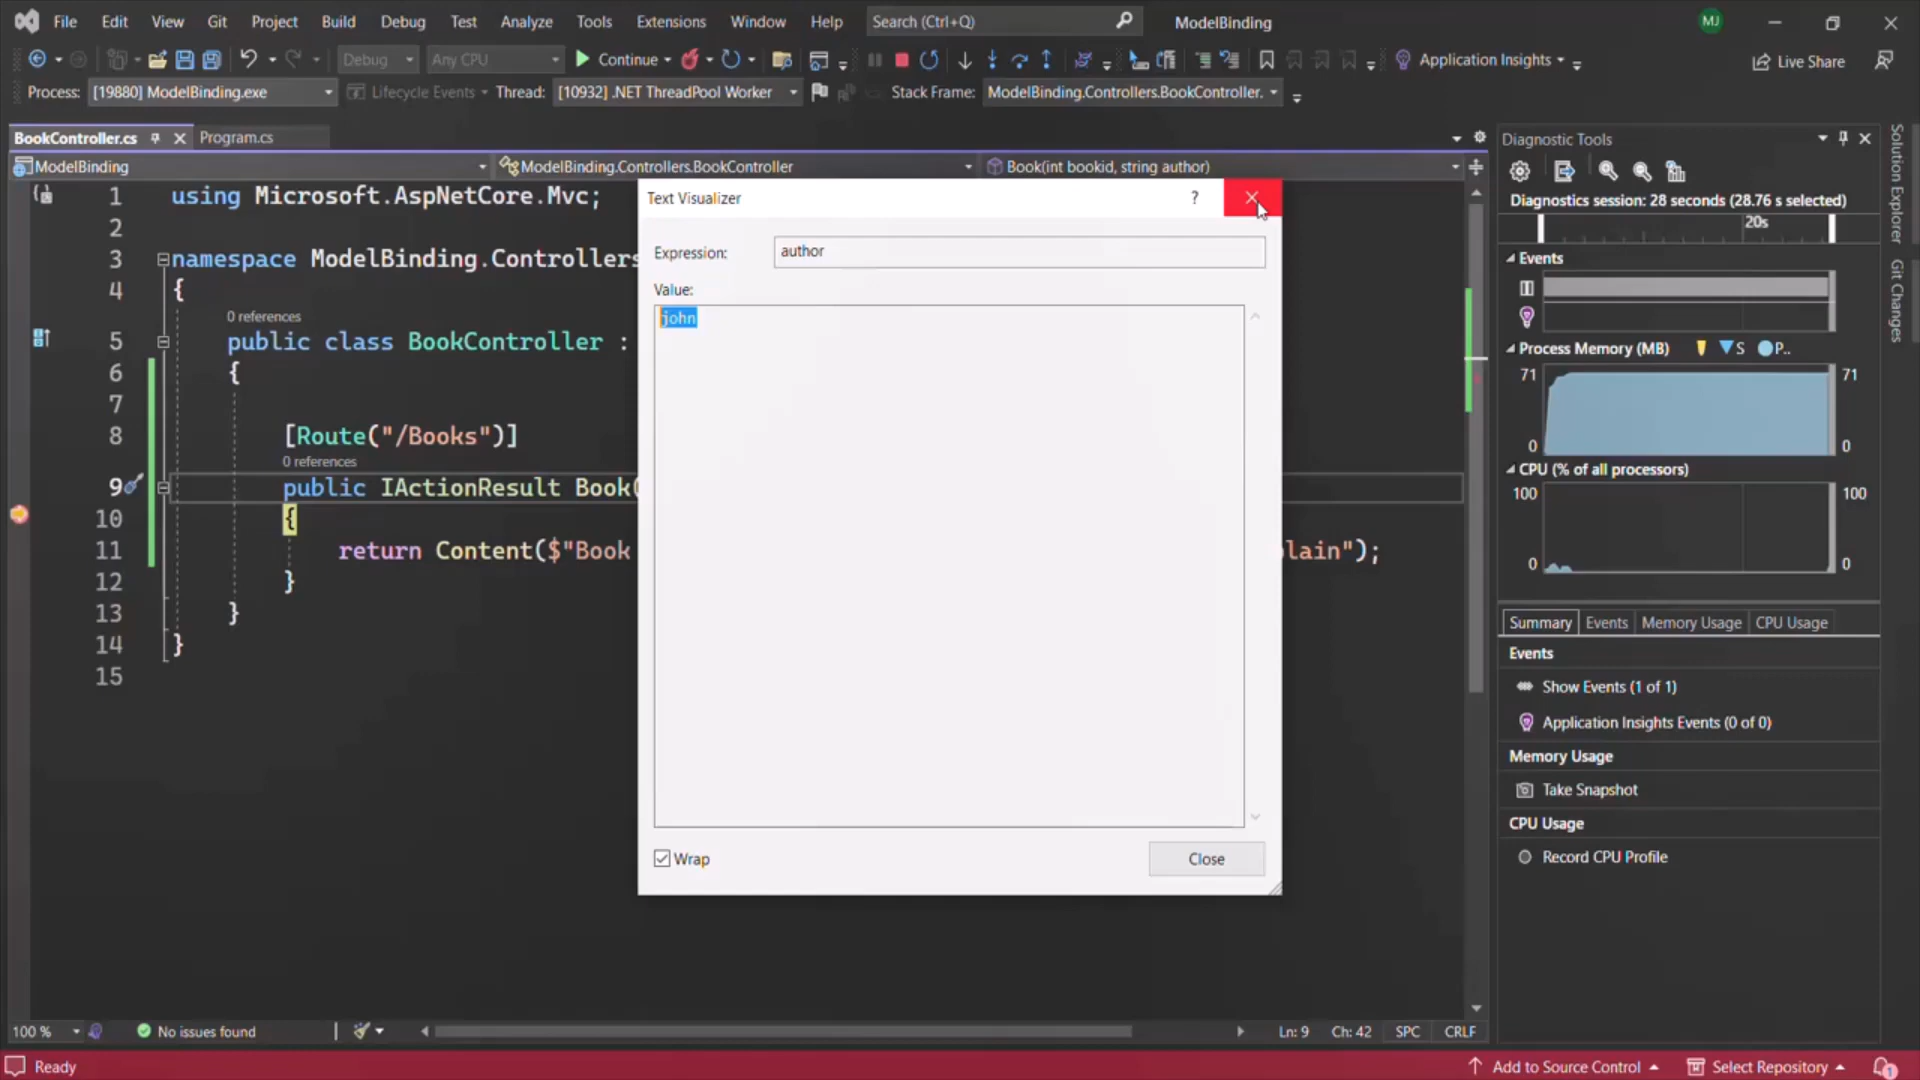 File Edit View Git Project Build Debug Test Analyze Tools Extensions Window Help Search (Ctrl+Q) ModelBinding MJ
Debug Any CPU Continue Application Insights Live Share
Process: [19880] ModelBinding.exe Lifecycle Events Thread: [10932] .NET ThreadPool Worker Stack Frame: ModelBinding.Controllers.BookController.
BookController.cs Program.cs
ModelBinding ModelBinding.Controllers.BookController Book(int bookid, string author)
1 using Microsoft.AspNetCore.Mvc;
2
3 namespace ModelBinding.Controllers
4 {
0 references
5 public class BookController :
6 {
7
8 [Route("/Books")]
0 references
9 public IActionResult Book(
10 {
11 return Content($"Book lain");
12 }
13 }
14 }
15
Text Visualizer ?
Expression: author
Value:
john
Wrap Close
Diagnostic Tools
Diagnostics session: 28 seconds (28.76 s selected)
20s
Events
Process Memory (MB) S P..
71 71
0 0
CPU (% of all processors)
100 100
0 0
Summary Events Memory Usage CPU Usage
Events
Show Events (1 of 1)
Application Insights Events (0 of 0)
Memory Usage
Take Snapshot
CPU Usage
Record CPU Profile
Solution Explorer
Git Changes
100 % No issues found Ln: 9 Ch: 42 SPC CRLF
Ready Add to Source Control Select Repository 1